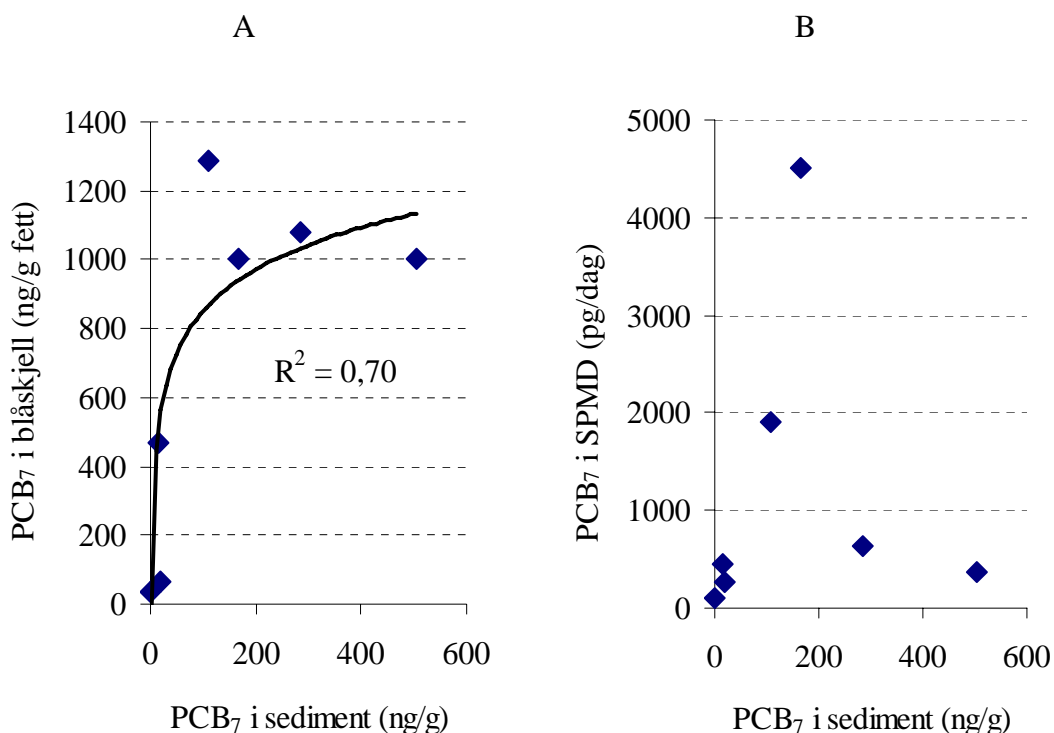 A
PCB₇ i blåskjell (ng/g fett)
1400
1200
1000
800
600
400
200
0
R² = 0,70
0 200 400 600
PCB₇ i sediment (ng/g)
B
PCB₇ i SPMD (pg/dag)
5000
4000
3000
2000
1000
0
0 200 400 600
PCB₇ i sediment (ng/g)